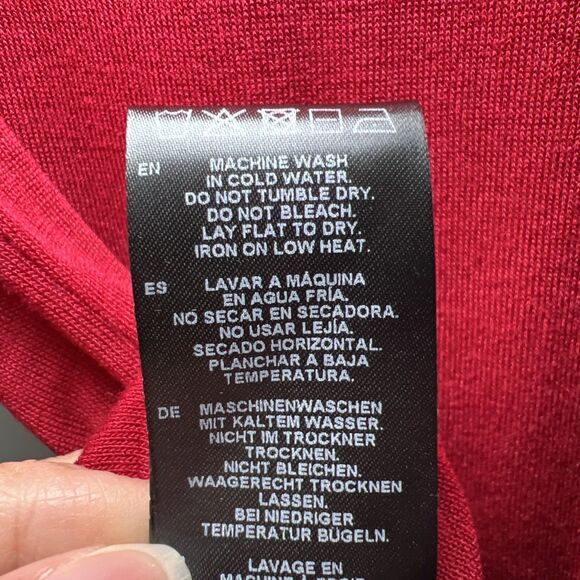 EN MACHINE WASH
IN COLD WATER.
DO NOT TUMBLE DRY.
DO NOT BLEACH.
LAY FLAT TO DRY.
IRON ON LOW HEAT.
ES LAVAR A MÁQUINA
EN AGUA FRÍA.
NO SECAR EN SECADORA.
NO USAR LEJÍA.
SECADO HORIZONTAL.
PLANCHAR A BAJA
TEMPERATURA.
DE MASCHINENWASCHEN
MIT KALTEM WASSER.
NICHT IM TROCKNER
TROCKNEN.
NICHT BLEICHEN.
WAAGERECHT TROCKNEN
LASSEN.
BEI NIEDRIGER
TEMPERATUR BÜGELN.
LAVAGE EN
MACHINE À FROID